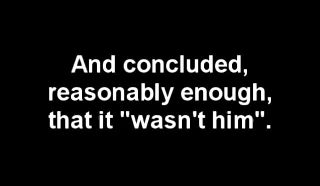 And concluded,
reasonably enough,
that it "wasn't him".